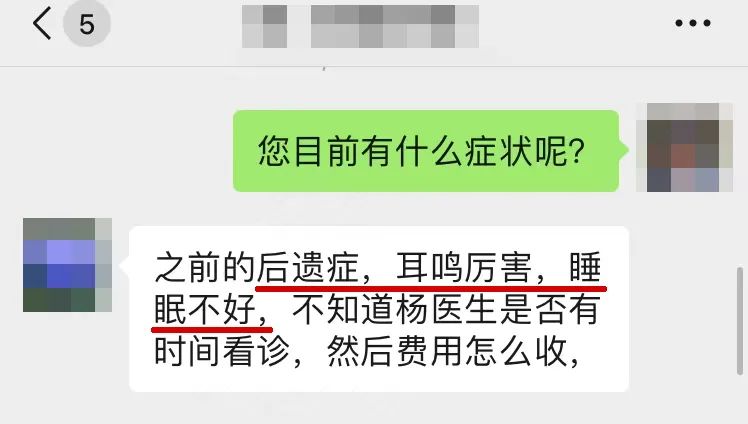 5
您目前有什么症状呢？
之前的后遗症，耳鸣厉害，睡
眠不好，不知道杨医生是否有
时间看诊，然后费用怎么收，